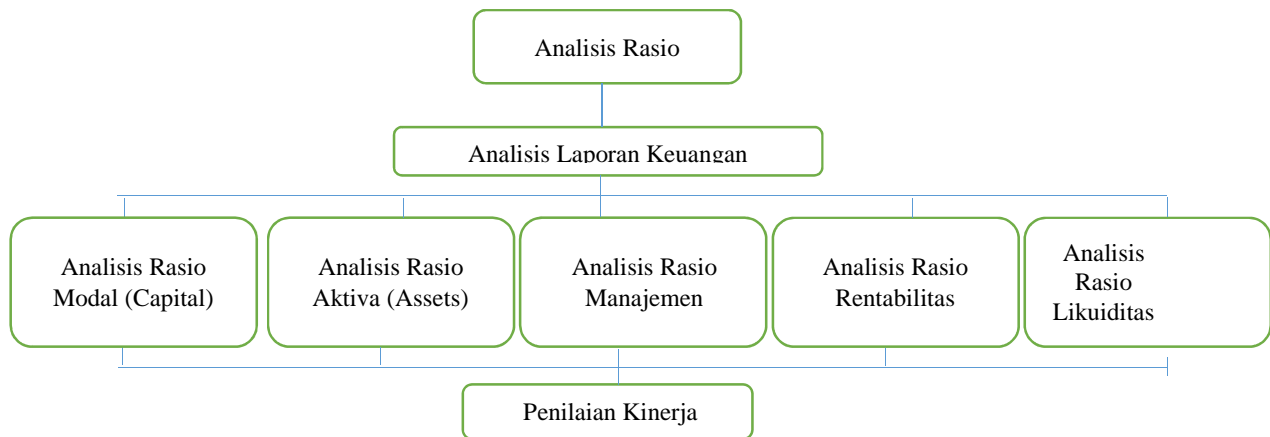 Analisis Rasio
Analisis Laporan Keuangan
Analisis Rasio
Modal (Capital)
Analisis Rasio
Aktiva (Assets)
Analisis Rasio
Manajemen
Analisis Rasio
Rentabilitas
Analisis
Rasio
Likuiditas
Penilaian Kinerja